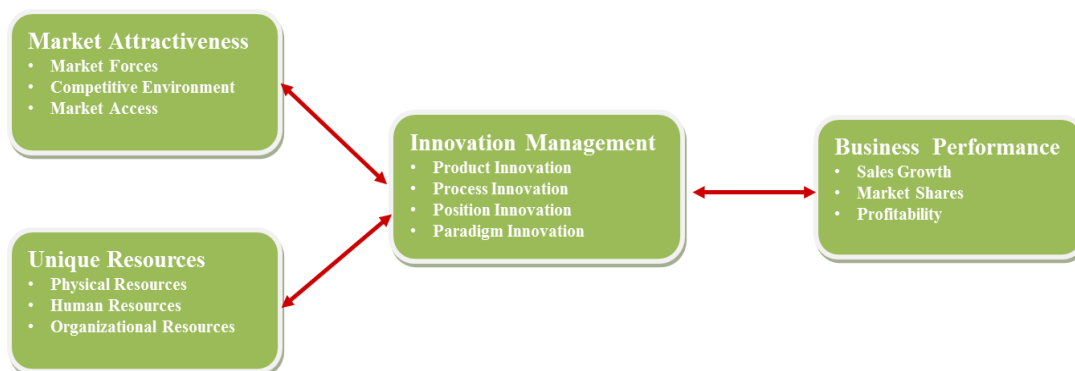 Market Attractiveness
• Market Forces
• Competitive Environment
• Market Access
Unique Resources
• Physical Resources
• Human Resources
• Organizational Resources
Innovation Management
• Product Innovation
• Process Innovation
• Position Innovation
• Paradigm Innovation
Business Performance
• Sales Growth
• Market Shares
• Profitability